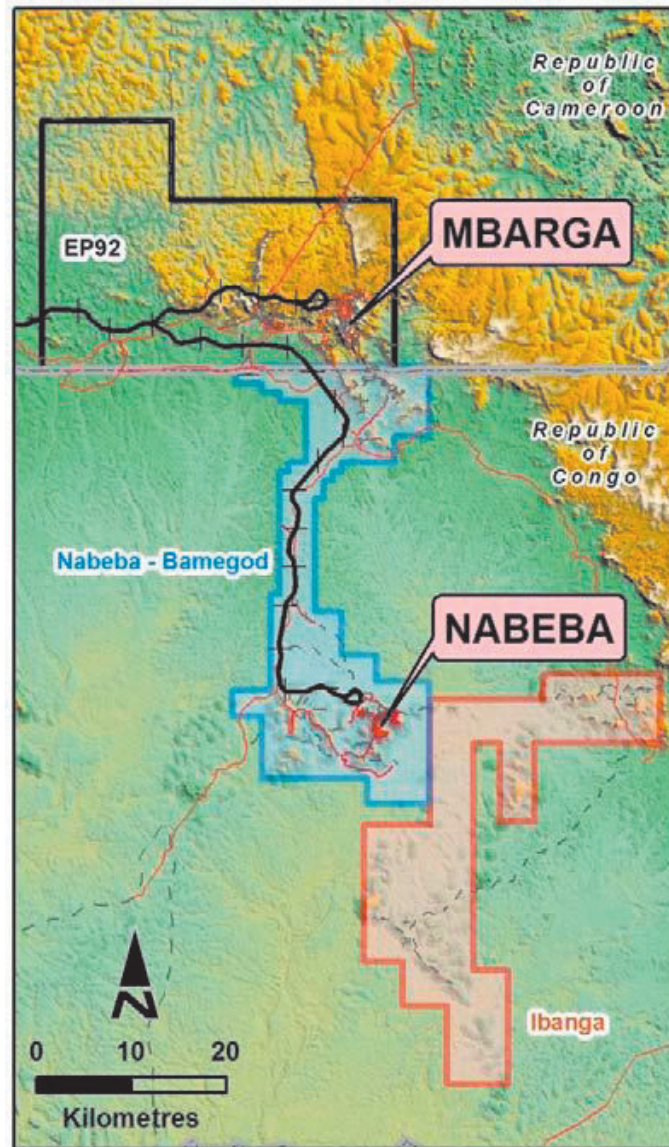 Republic
of
Cameroon
MBARGA
EP92
Republic
of
Congo
Nabeba - Bamegod
NABEBA
N
Ibanga
0 10 20
Kilometres